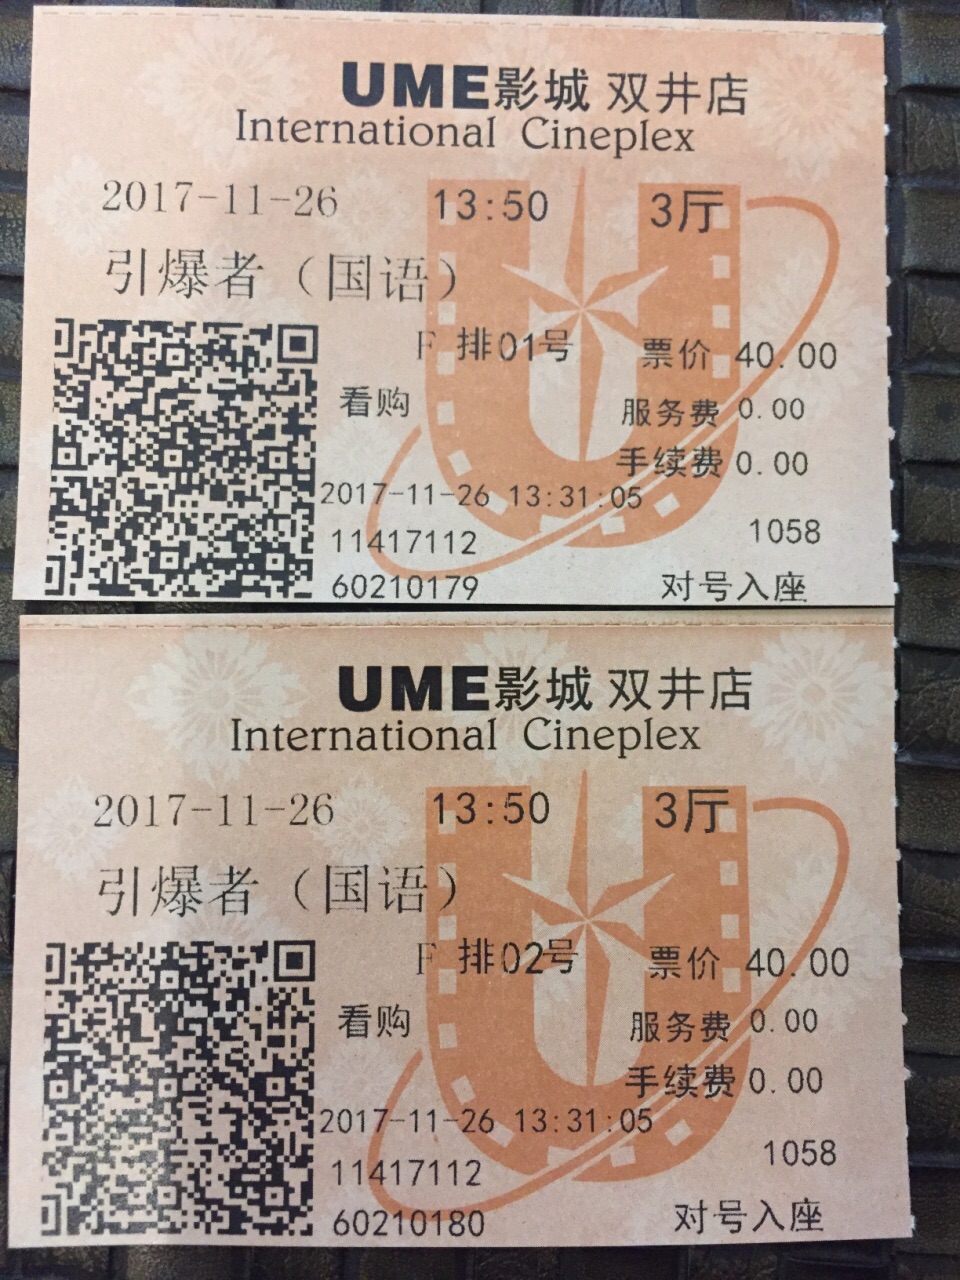 UME影城 双井店
International Cineplex
2017-11-26 13:50 3厅
引爆者（国语）
F 排01号 票价 40.00
看购 服务费 0.00
手续费 0.00
2017-11-26 13:31:05
11417112 1058
60210179 对号入座
UME影城 双井店
International Cineplex
2017-11-26 13:50 3厅
引爆者（国语）
F 排02号 票价 40.00
看购 服务费 0.00
手续费 0.00
2017-11-26 13:31:05
11417112 1058
60210180 对号入座